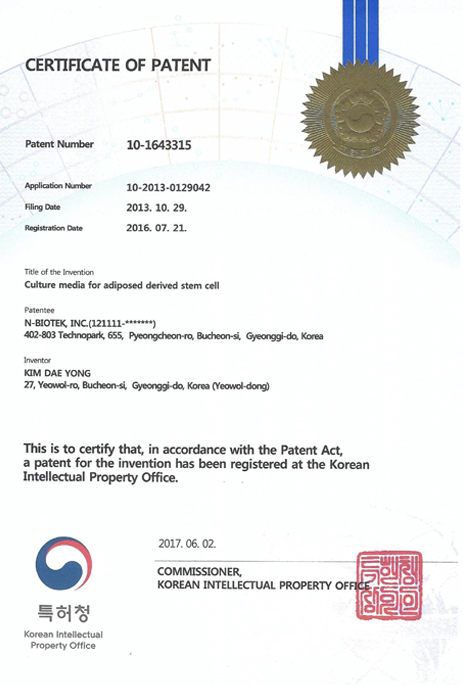 CERTIFICATE OF PATENT
Patent Number 10-1643315
Application Number 10-2013-0129042
Filing Date 2013. 10. 29.
Registration Date 2016. 07. 21.
Title of the Invention
Culture media for adiposed derived stem cell
Patentee
N-BIOTEK, INC.(121111-*******)
402-803 Technopark, 655, Pyeongcheon-ro, Bucheon-si, Gyeonggi-do, Korea
Inventor
KIM DAE YONG
27, Yeowol-ro, Bucheon-si, Gyeonggi-do, Korea (Yeowol-dong)
This is to certify that, in accordance with the Patent Act,
a patent for the invention has been registered at the Korean
Intellectual Property Office.
2017. 06. 02.
COMMISSIONER,
KOREAN INTELLECTUAL PROPERTY OFFICE
특허청
Korean Intellectual
Property Office